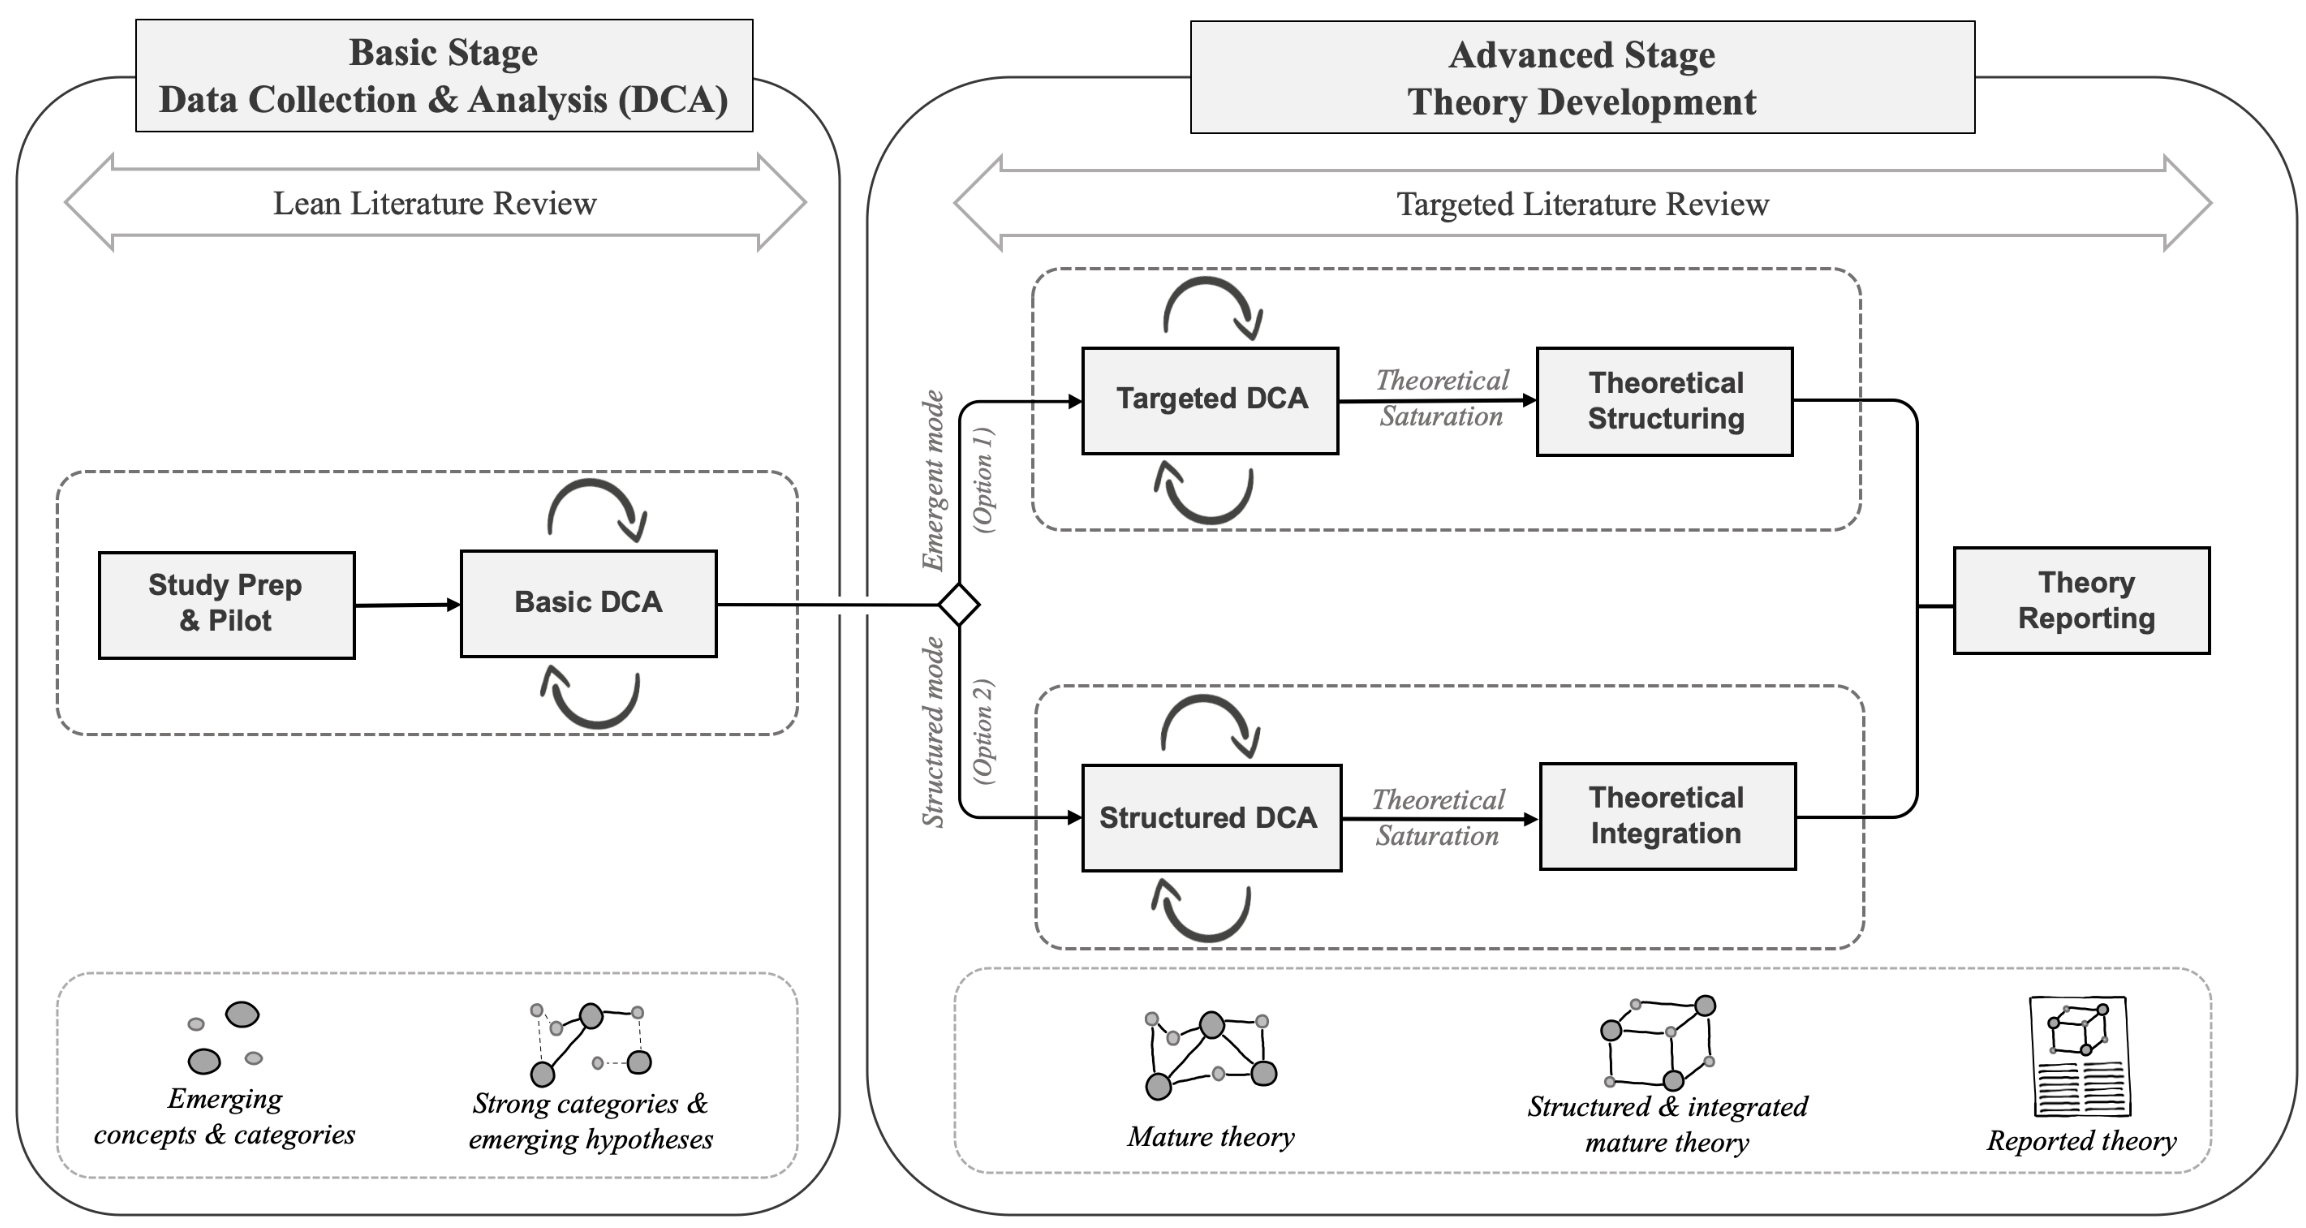 Basic Stage
Data Collection & Analysis (DCA)
Lean Literature Review
Study Prep
& Pilot
Basic DCA
Emerging
concepts & categories
Strong categories &
emerging hypotheses
Advanced Stage
Theory Development
Targeted Literature Review
Emergent mode
(Option 1)
Targeted DCA
Theoretical
Saturation
Theoretical
Structuring
Structured mode
(Option 2)
Structured DCA
Theoretical
Saturation
Theoretical
Integration
Theory
Reporting
Mature theory
Structured & integrated
mature theory
Reported theory